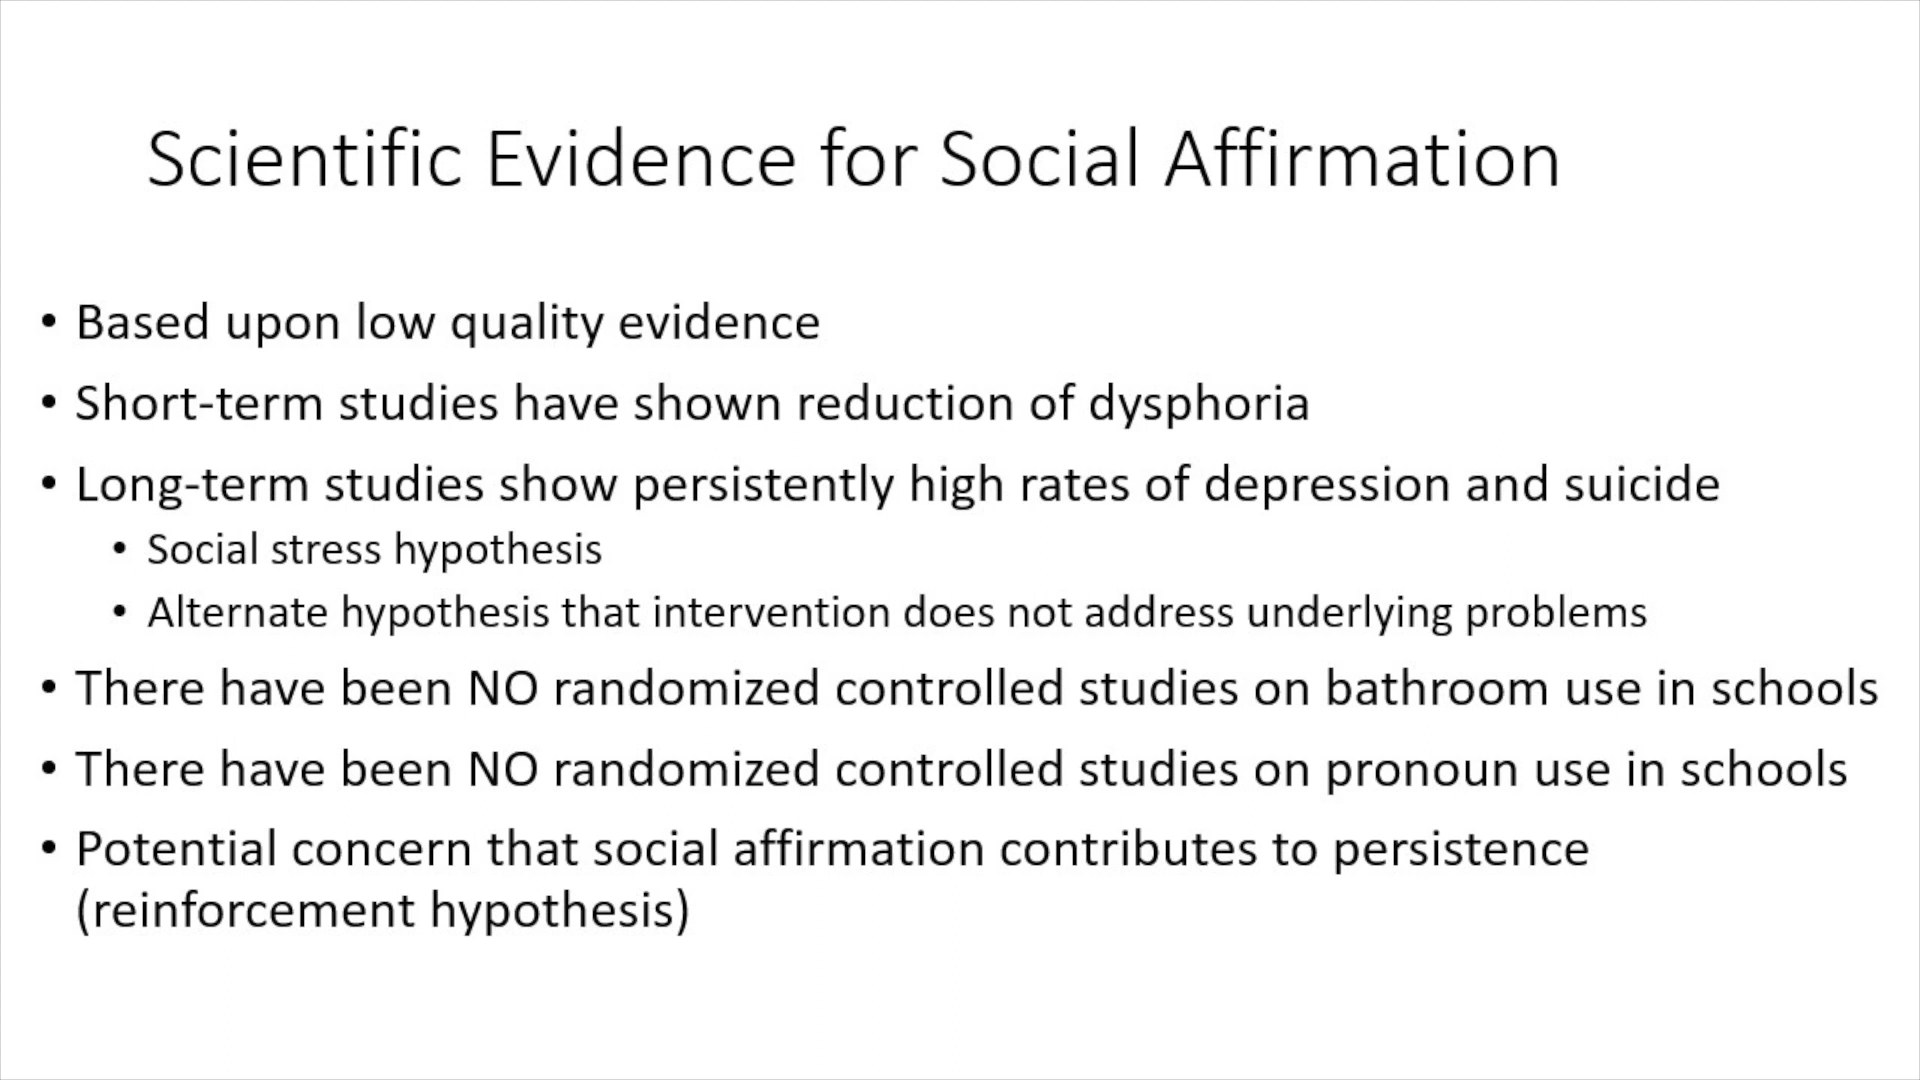 Scientific Evidence for Social Affirmation
• Based upon low quality evidence
• Short-term studies have shown reduction of dysphoria
• Long-term studies show persistently high rates of depression and suicide
• Social stress hypothesis
• Alternate hypothesis that intervention does not address underlying problems
• There have been NO randomized controlled studies on bathroom use in schools
• There have been NO randomized controlled studies on pronoun use in schools
• Potential concern that social affirmation contributes to persistence
(reinforcement hypothesis)